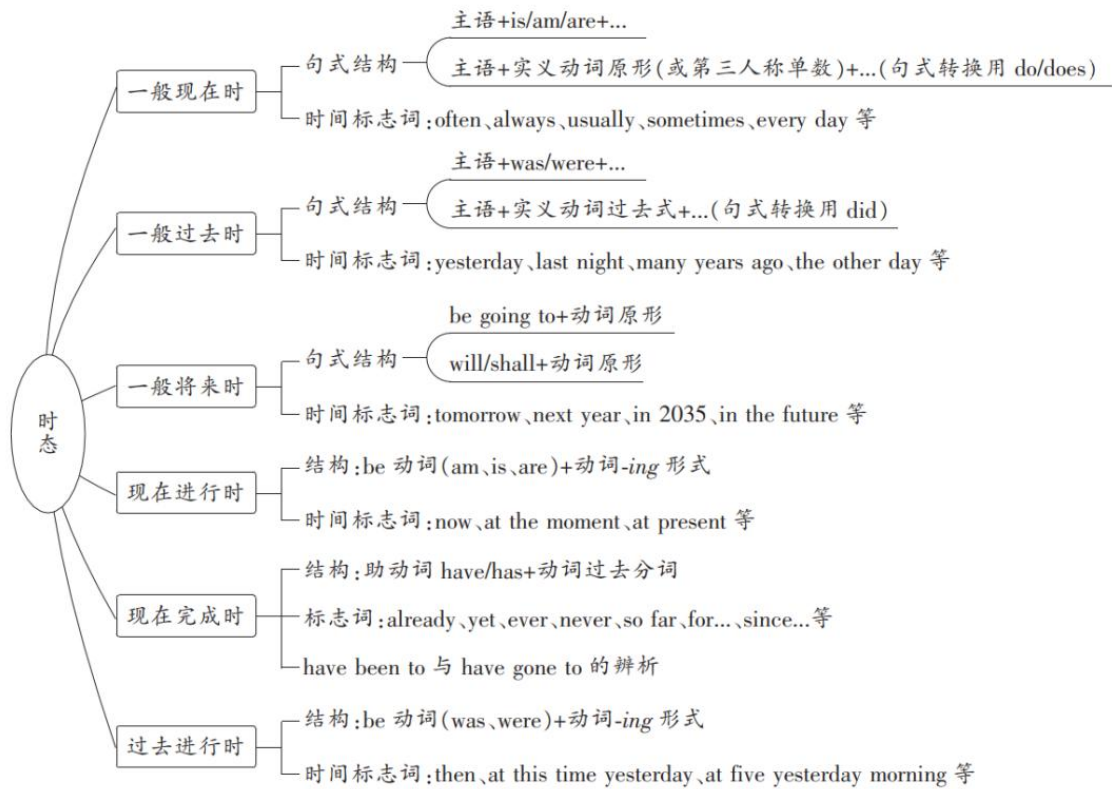 主语+is/am/are+...
句式结构
主语+实义动词原形(或第三人称单数)+...(句式转换用 do/does)
一般现在时
时间标志词:often、always、usually、sometimes、every day 等
主语+was/were+...
句式结构
主语+实义动词过去式+...(句式转换用 did)
一般过去时
时间标志词:yesterday、last night、many years ago、the other day 等
be going to+动词原形
句式结构
will/shall+动词原形
一般将来时
时间标志词:tomorrow、next year、in 2035、in the future 等
时态
结构:be 动词(am、is、are)+动词-ing 形式
现在进行时
时间标志词:now、at the moment、at present 等
结构:助动词 have/has+动词过去分词
现在完成时
标志词:already、yet、ever、never、so far、for...、since...等
have been to 与 have gone to 的辨析
结构:be 动词(was、were)+动词-ing 形式
过去进行时
时间标志词:then、at this time yesterday、at five yesterday morning 等